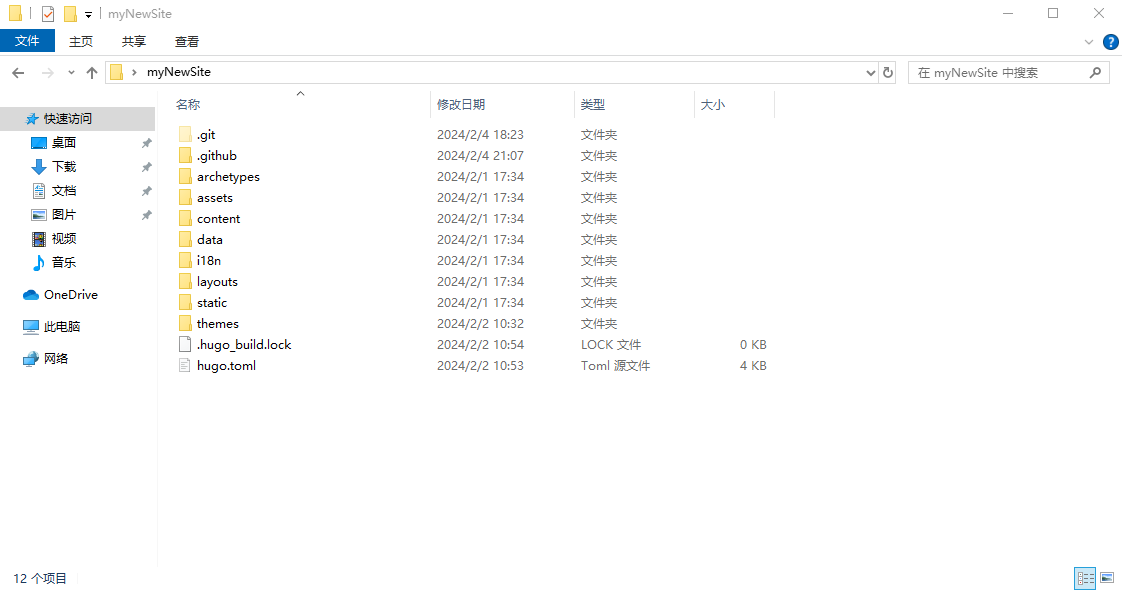 myNewSite
文件 主页 共享 查看
myNewSite
在 myNewSite 中搜索
快速访问
桌面
下载
文档
图片
视频
音乐
OneDrive
此电脑
网络
名称 修改日期 类型 大小
.git 2024/2/4 18:23 文件夹
.github 2024/2/4 21:07 文件夹
archetypes 2024/2/1 17:34 文件夹
assets 2024/2/1 17:34 文件夹
content 2024/2/1 17:34 文件夹
data 2024/2/1 17:34 文件夹
i18n 2024/2/1 17:34 文件夹
layouts 2024/2/1 17:34 文件夹
static 2024/2/1 17:34 文件夹
themes 2024/2/2 10:32 文件夹
.hugo_build.lock 2024/2/2 10:54 LOCK 文件 0 KB
hugo.toml 2024/2/2 10:53 Toml 源文件 4 KB
12 个项目